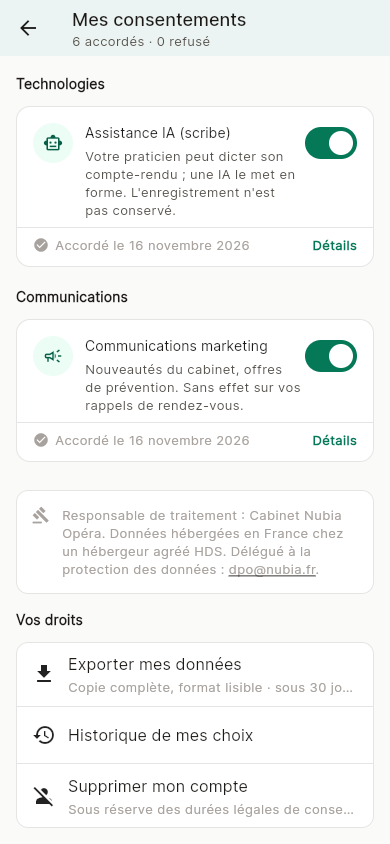 Mes consentements
6 accordés · 0 refusé
Technologies
Assistance IA (scribe)
Votre praticien peut dicter son
compte-rendu ; une IA le met en
forme. L'enregistrement n'est
pas conservé.
Accordé le 16 novembre 2026
Détails
Communications
Communications marketing
Nouveautés du cabinet, offres
de prévention. Sans effet sur vos
rappels de rendez-vous.
Accordé le 16 novembre 2026
Détails
Responsable de traitement : Cabinet Nubia
Opéra. Données hébergées en France chez
un hébergeur agréé HDS. Délégué à la
protection des données : dpo@nubia.fr.
Vos droits
Exporter mes données
Copie complète, format lisible · sous 30 jo...
Historique de mes choix
Supprimer mon compte
Sous réserve des durées légales de conse...